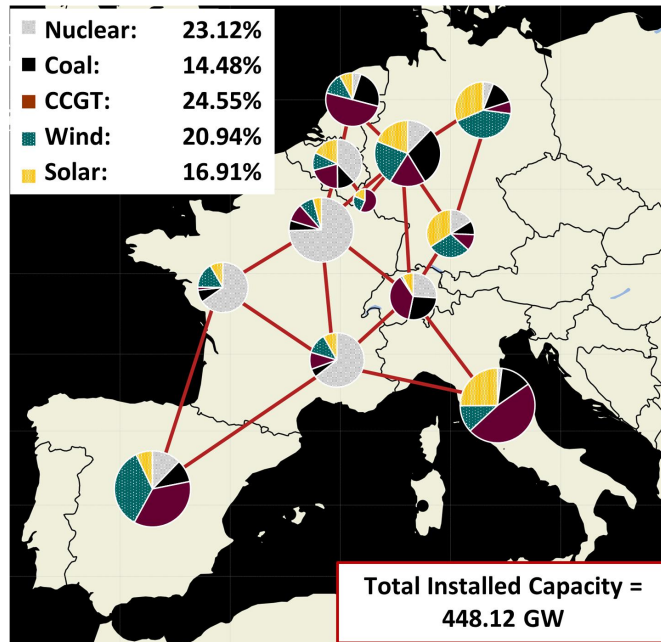 Nuclear: 23.12%
Coal: 14.48%
CCGT: 24.55%
Wind: 20.94%
Solar: 16.91%
Total Installed Capacity =
448.12 GW